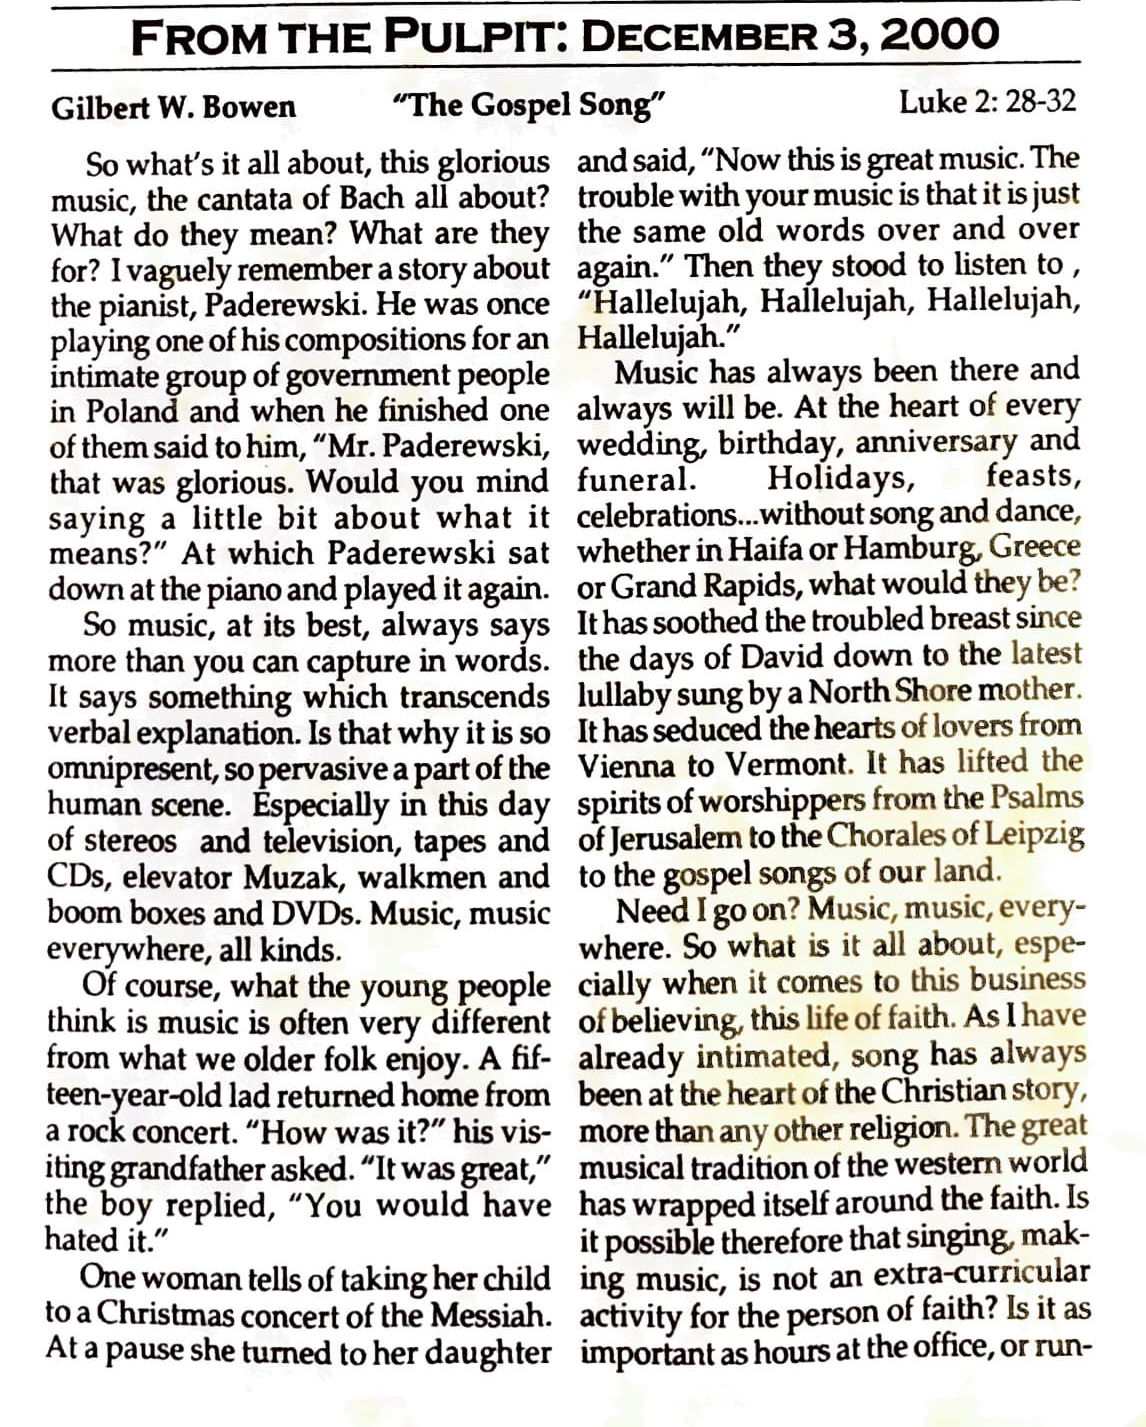 FROM THE PULPIT: DECEMBER 3, 2000
Gilbert W. Bowen "The Gospel Song" Luke 2: 28-32
So what's it all about, this glorious
music, the cantata of Bach all about?
What do they mean? What are they
for? I vaguely remember a story about
the pianist, Paderewski. He was once
playing one of his compositions for an
intimate group of government people
in Poland and when he finished one
of them said to him, "Mr. Paderewski,
that was glorious. Would you mind
saying a little bit about what it
means?" At which Paderewski sat
down at the piano and played it again.
So music, at its best, always says
more than you can capture in words.
It says something which transcends
verbal explanation. Is that why it is so
omnipresent, so pervasive a part of the
human scene. Especially in this day
of stereos and television, tapes and
CDs, elevator Muzak, walkmen and
boom boxes and DVDs. Music, music
everywhere, all kinds.
Of course, what the young people
think is music is often very different
from what we older folk enjoy. A fif-
teen-year-old lad returned home from
a rock concert. "How was it?" his vis-
iting grandfather asked. "It was great,"
the boy replied, "You would have
hated it."
One woman tells of taking her child
to a Christmas concert of the Messiah.
At a pause she turned to her daughter
and said, "Now this is great music. The
trouble with your music is that it is just
the same old words over and over
again." Then they stood to listen to ,
"Hallelujah, Hallelujah, Hallelujah,
Hallelujah."
Music has always been there and
always will be. At the heart of every
wedding, birthday, anniversary and
funeral. Holidays, feasts,
celebrations...without song and dance,
whether in Haifa or Hamburg, Greece
or Grand Rapids, what would they be?
It has soothed the troubled breast since
the days of David down to the latest
lullaby sung by a North Shore mother.
It has seduced the hearts of lovers from
Vienna to Vermont. It has lifted the
spirits of worshippers from the Psalms
of Jerusalem to the Chorales of Leipzig
to the gospel songs of our land.
Need I go on? Music, music, every-
where. So what is it all about, espe-
cially when it comes to this business
of believing, this life of faith. As I have
already intimated, song has always
been at the heart of the Christian story,
more than any other religion. The great
musical tradition of the western world
has wrapped itself around the faith. Is
it possible therefore that singing, mak-
ing music, is not an extra-curricular
activity for the person of faith? Is it as
important as hours at the office, or run-